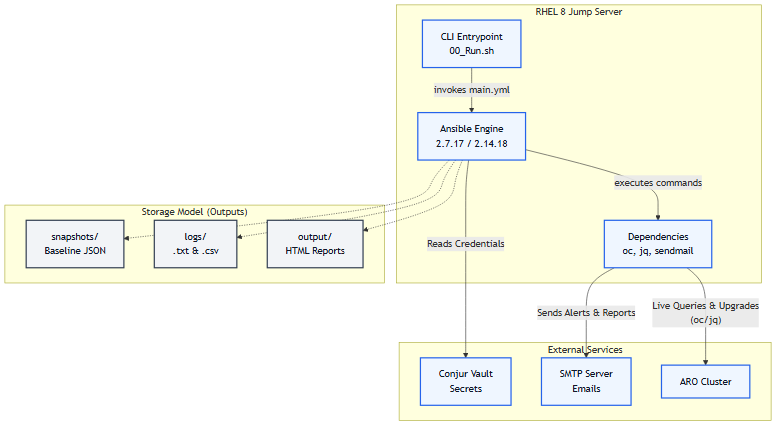 RHEL 8 Jump Server
CLI Entrypoint
00_Run.sh
invokes main.yml
Ansible Engine
2.7.17 / 2.14.18
executes commands
Storage Model (Outputs)
snapshots/
Baseline JSON
logs/
.txt & .csv
output/
HTML Reports
Reads Credentials
Dependencies
oc, jq, sendmail
Sends Alerts & Reports
Live Queries & Upgrades
(oc/jq)
External Services
Conjur Vault
Secrets
SMTP Server
Emails
ARO Cluster